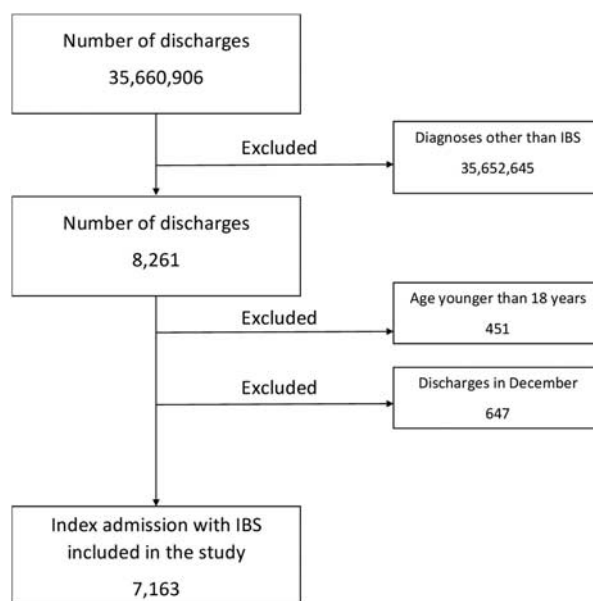 Number of discharges
35,660,906
Excluded
Diagnoses other than IBS
35,652,645
Number of discharges
8,261
Excluded
Age younger than 18 years
451
Excluded
Discharges in December
647
Index admission with IBS
included in the study
7,163